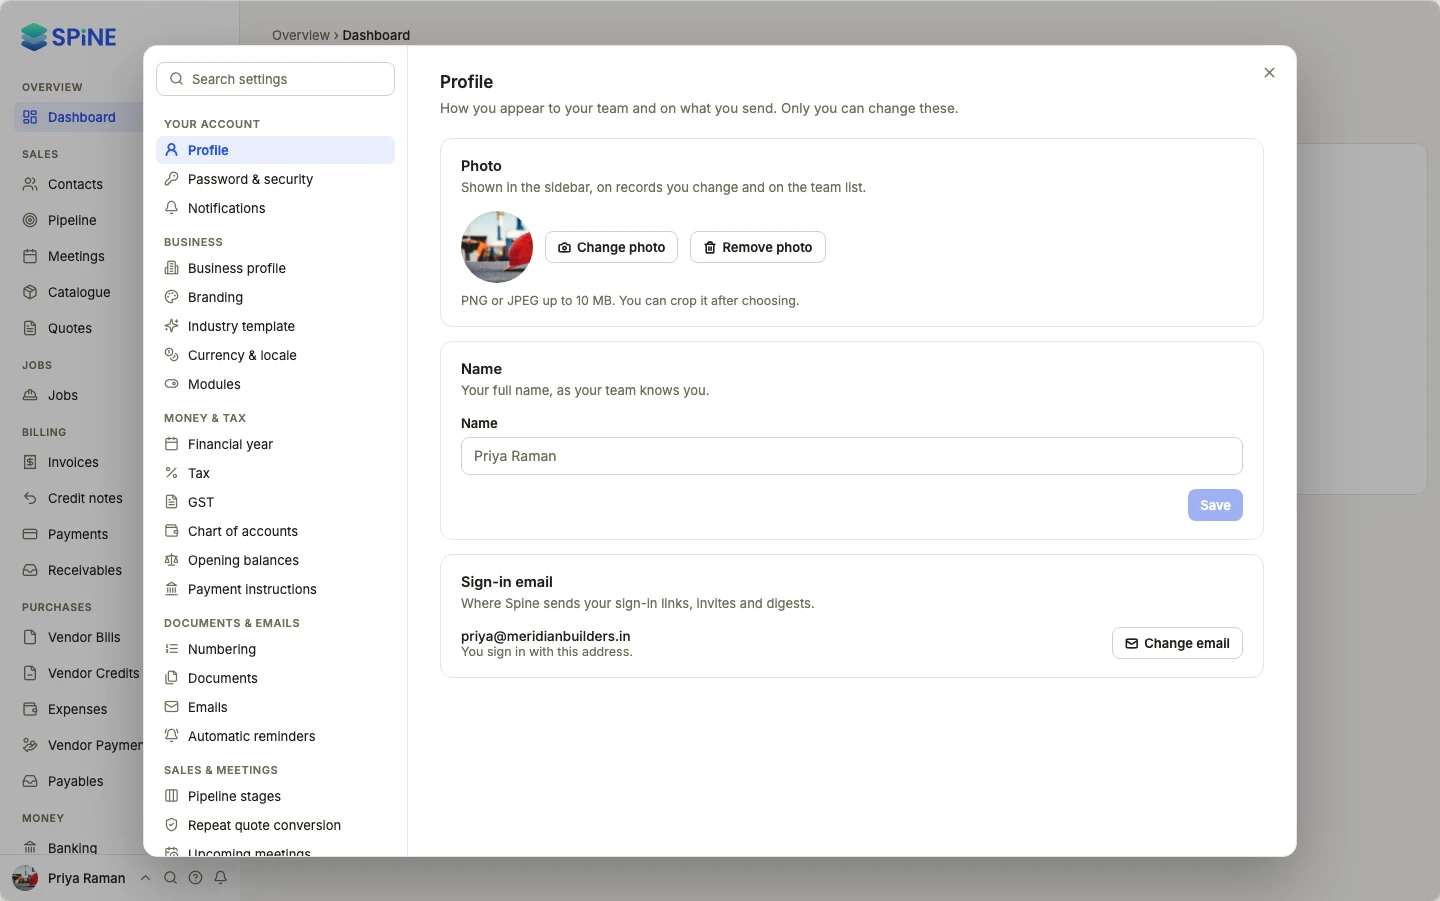 SPiNE
Overview › Dashboard
OVERVIEW
Dashboard
SALES
Contacts
Pipeline
Meetings
Catalogue
Quotes
JOBS
Jobs
BILLING
Invoices
Credit notes
Payments
Receivables
PURCHASES
Vendor Bills
Vendor Credits
Expenses
Vendor Paymen
Payables
MONEY
Banking
Priya Raman
Search settings
YOUR ACCOUNT
Profile
Password & security
Notifications
BUSINESS
Business profile
Branding
Industry template
Currency & locale
Modules
MONEY & TAX
Financial year
Tax
GST
Chart of accounts
Opening balances
Payment instructions
DOCUMENTS & EMAILS
Numbering
Documents
Emails
Automatic reminders
SALES & MEETINGS
Pipeline stages
Repeat quote conversion
Upcoming meetings
Profile
How you appear to your team and on what you send. Only you can change these.
Photo
Shown in the sidebar, on records you change and on the team list.
Change photo
Remove photo
PNG or JPEG up to 10 MB. You can crop it after choosing.
Name
Your full name, as your team knows you.
Name
Priya Raman
Save
Sign-in email
Where Spine sends your sign-in links, invites and digests.
priya@meridianbuilders.in
You sign in with this address.
Change email